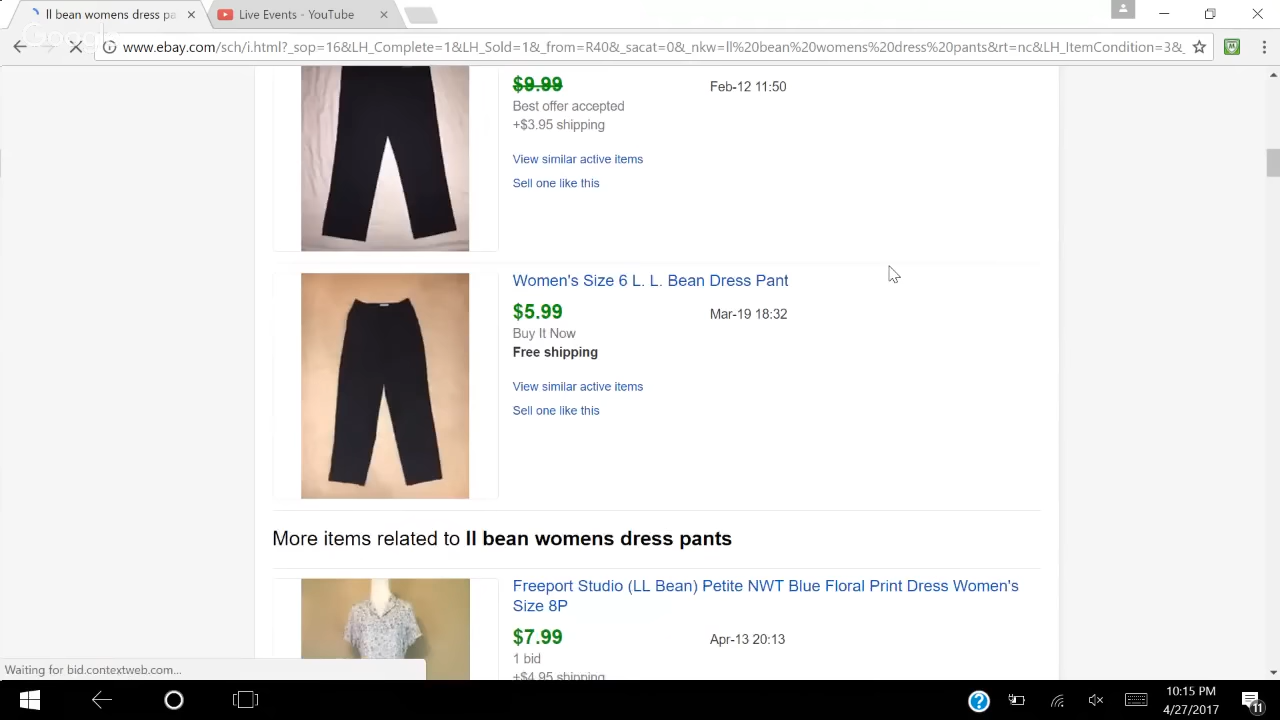 ll bean womens dress pa
Live Events - YouTube
www.ebay.com/sch/i.html?_sop=16&LH_Complete=1&LH_Sold=1&_from=R40&_sacat=0&_nkw=ll%20bean%20womens%20dress%20pants&rt=nc&LH_ItemCondition=3&_
Google
$9.99
Feb-12 11:50
Best offer accepted
+$3.95 shipping
View similar active items
Sell one like this
Women's Size 6 L. L. Bean Dress Pant
$5.99
Mar-19 18:32
Buy It Now
Free shipping
View similar active items
Sell one like this
More items related to ll bean womens dress pants
Freeport Studio (LL Bean) Petite NWT Blue Floral Print Dress Women's
Size 8P
$7.99
Apr-13 20:13
1 bid
+$4.95 shipping
Waiting for bid.contextweb.com...
10:15 PM
4/27/2017
11